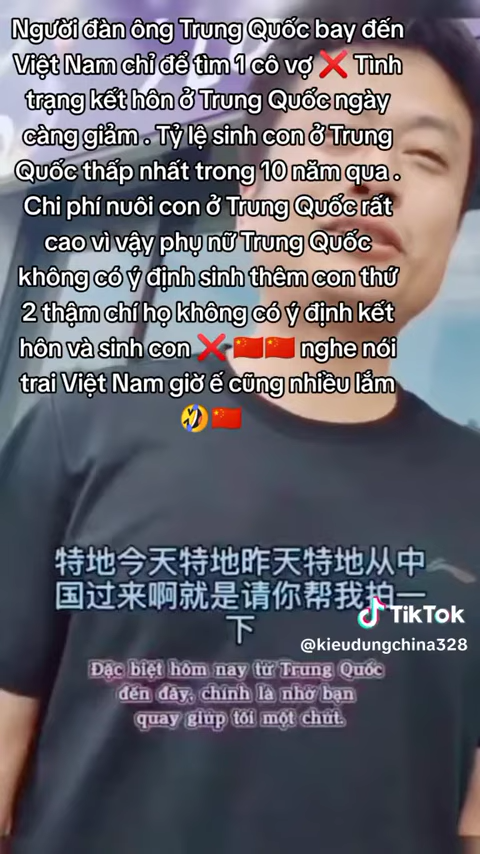 Người đàn ông Trung Quốc bay đến
Việt Nam chỉ để tìm 1 cô vợ ❌ Tình
trạng kết hôn ở Trung Quốc ngày
càng giảm . Tỷ lệ sinh con ở Trung
Quốc thấp nhất trong 10 năm qua .
Chi phí nuôi con ở Trung Quốc rất
cao vì vậy phụ nữ Trung Quốc
không có ý định sinh thêm con thứ
2 thậm chí họ không có ý định kết
hôn và sinh con ❌🇨🇳🇨🇳 nghe nói
trai Việt Nam giờ ế cũng nhiều lắm
🤣🇨🇳
特地今天特地昨天特地从中
国过来啊就是请你帮我拍一
下
TikTok
@kieudungchina328
Đặc biệt hôm nay từ Trung Quốc
đến đây, chính là nhờ bạn
quay giúp tôi một chút.